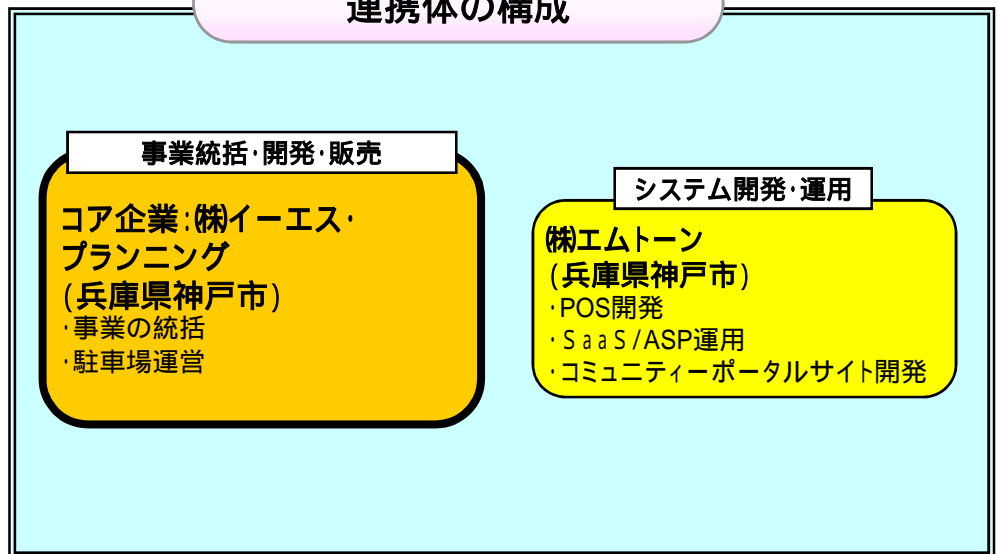 連携体の構成
事業統括・開発・販売
コア企業:㈱イーエス・
プランニング
(兵庫県神戸市)
・事業の統括
・駐車場運営
システム開発・運用
㈱エムトーン
(兵庫県神戸市)
・POS開発
・SaaS/ASP運用
・コミュニティーポータルサイト開発